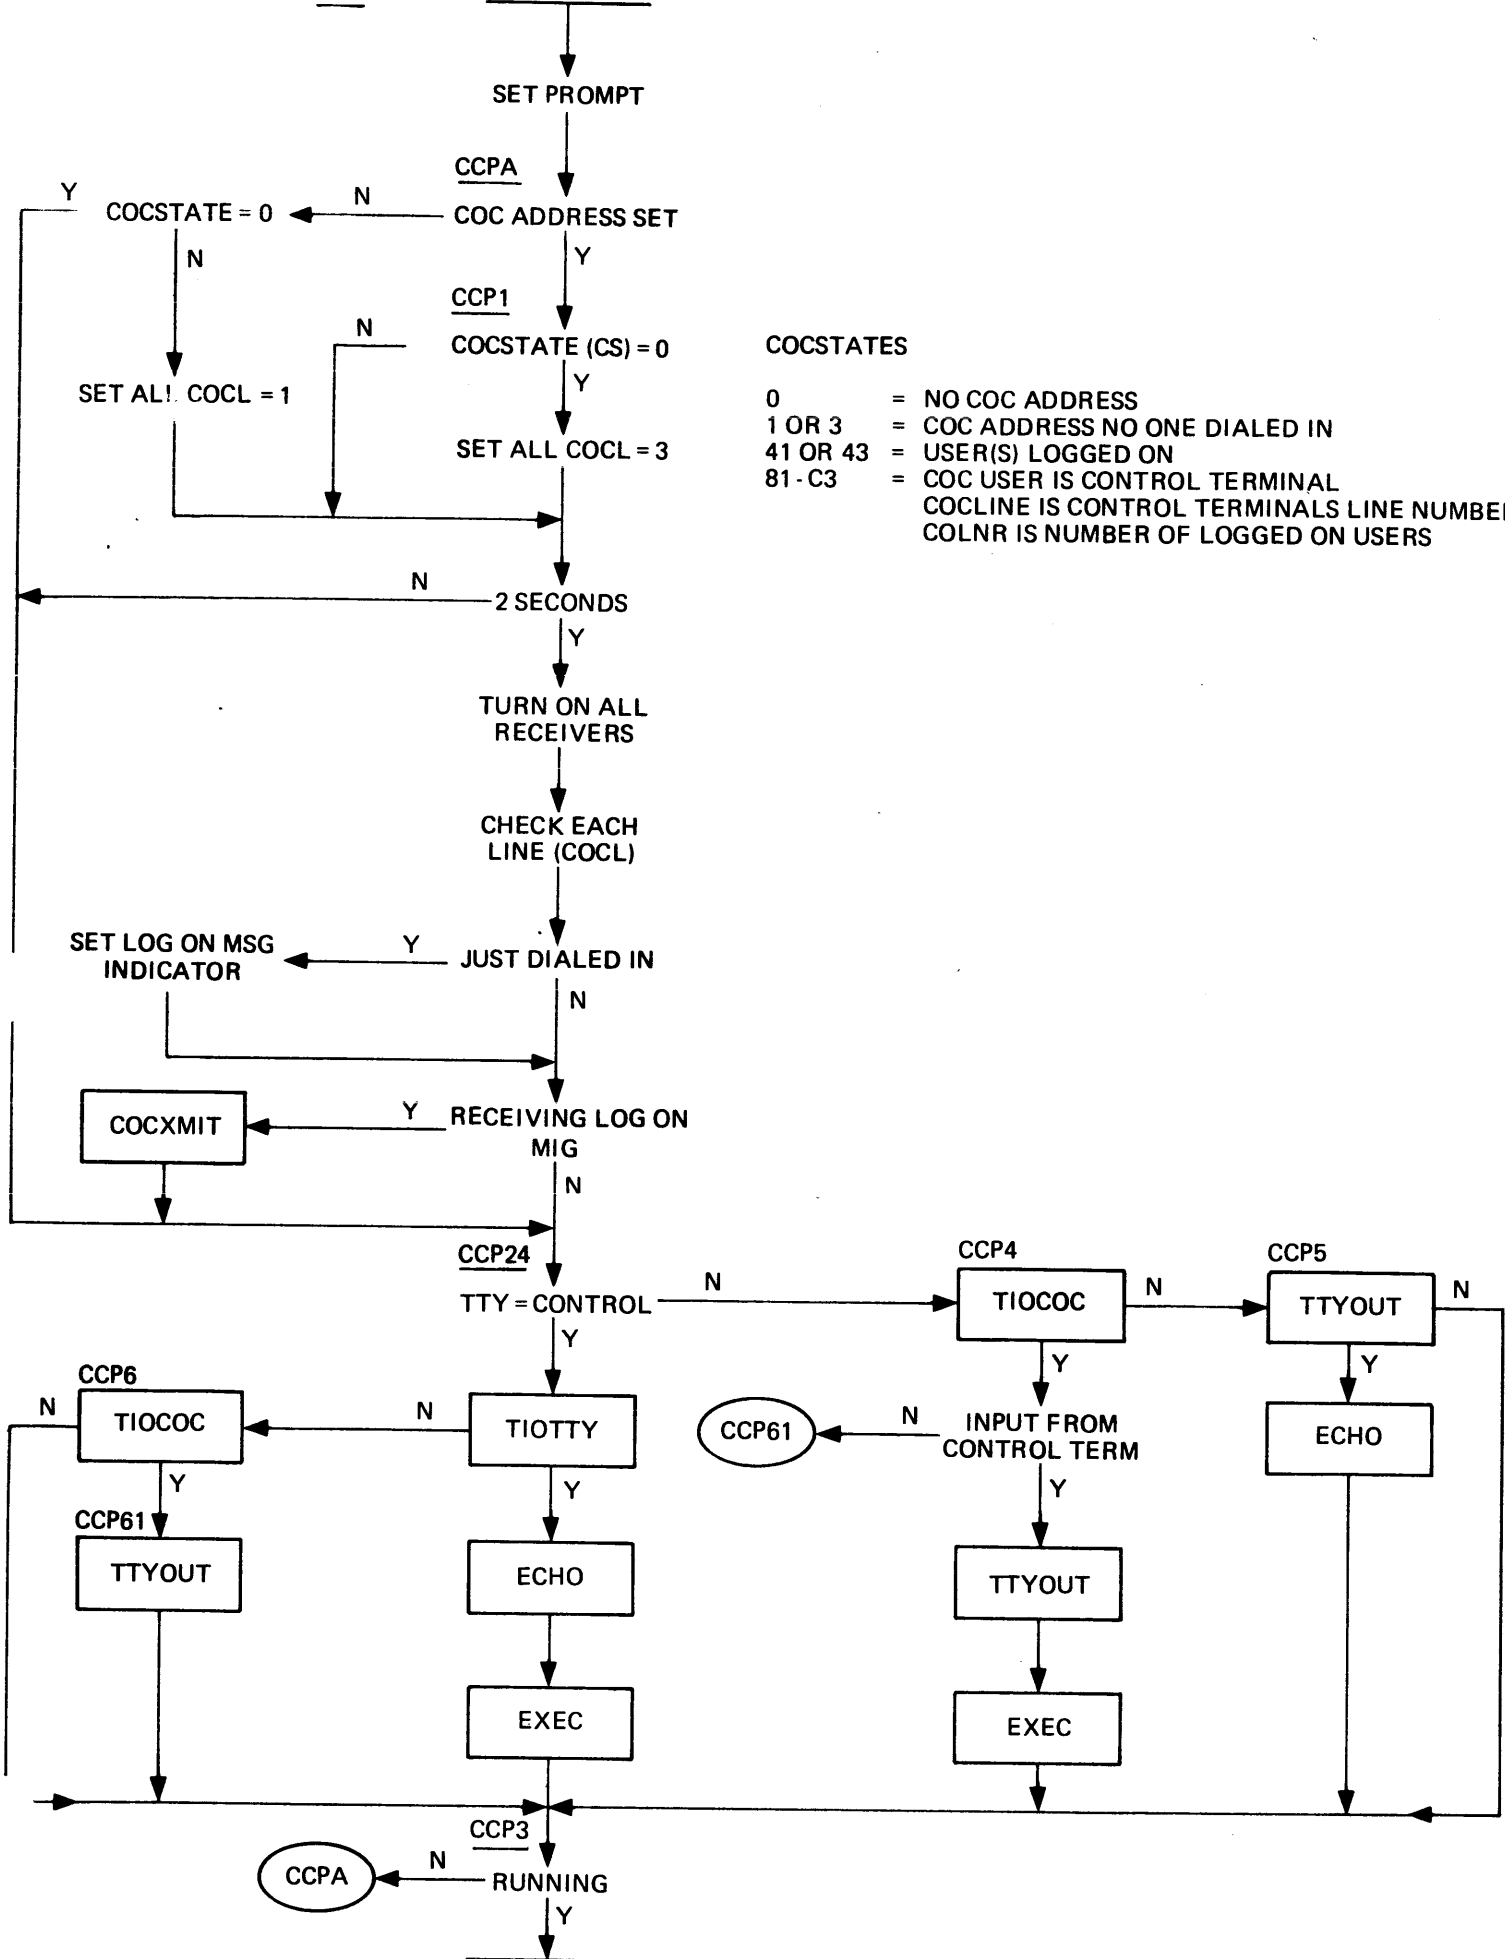 SET PROMPT
CCPA
Y
COCSTATE = 0
N
COC ADDRESS SET
N
Y
CCP1
N
COCSTATE (CS) = 0
Y
SET ALL COCL = 1
SET ALL COCL = 3
COCSTATES
0 = NO COC ADDRESS
1 OR 3 = COC ADDRESS NO ONE DIALED IN
41 OR 43 = USER(S) LOGGED ON
81 - C3 = COC USER IS CONTROL TERMINAL
COCLINE IS CONTROL TERMINALS LINE NUMBE
COLNR IS NUMBER OF LOGGED ON USERS
N
2 SECONDS
Y
TURN ON ALL
RECEIVERS
CHECK EACH
LINE (COCL)
SET LOG ON MSG
INDICATOR
Y
JUST DIALED IN
N
COCXMIT
Y
RECEIVING LOG ON
MIG
N
CCP24
TTY = CONTROL
N
Y
CCP4
TIOCOC
N
Y
CCP5
TTYOUT
N
Y
CCP6
N
TIOCOC
N
TIOTTY
Y
Y
CCP61
N
INPUT FROM
CONTROL TERM
Y
ECHO
CCP61
TTYOUT
ECHO
TTYOUT
EXEC
EXEC
CCP3
CCPA
N
RUNNING
Y